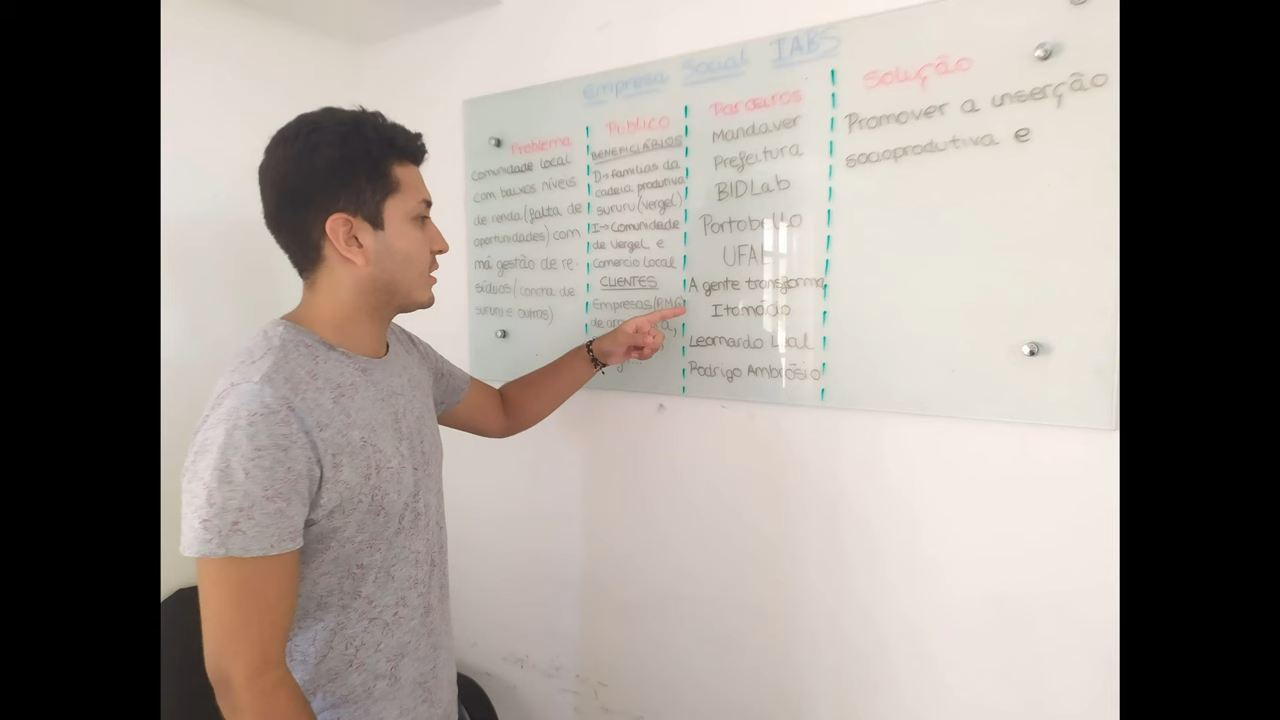 Empresa Social IABS
Problema
Comunidade local
com baixos níveis
de renda (falta de
oportunidades) com
má gestão de re-
síduos (concha de
sururu e outros)
Público
BENEFICIÁRIOS
D→famílias da
cadeia produtiva
sururu (Vergel)
I→Comunidade
de Vergel e
Comercio Local
CLIENTES
Empresas
de
Parceiros
Mandaver
Prefeitura
BIDLab
Portobello
UFAL
A gente transforma
Itamácio
Leonardo Leal
Rodrigo Ambrósio
Solução
Promover a inserção
socioprodutiva e